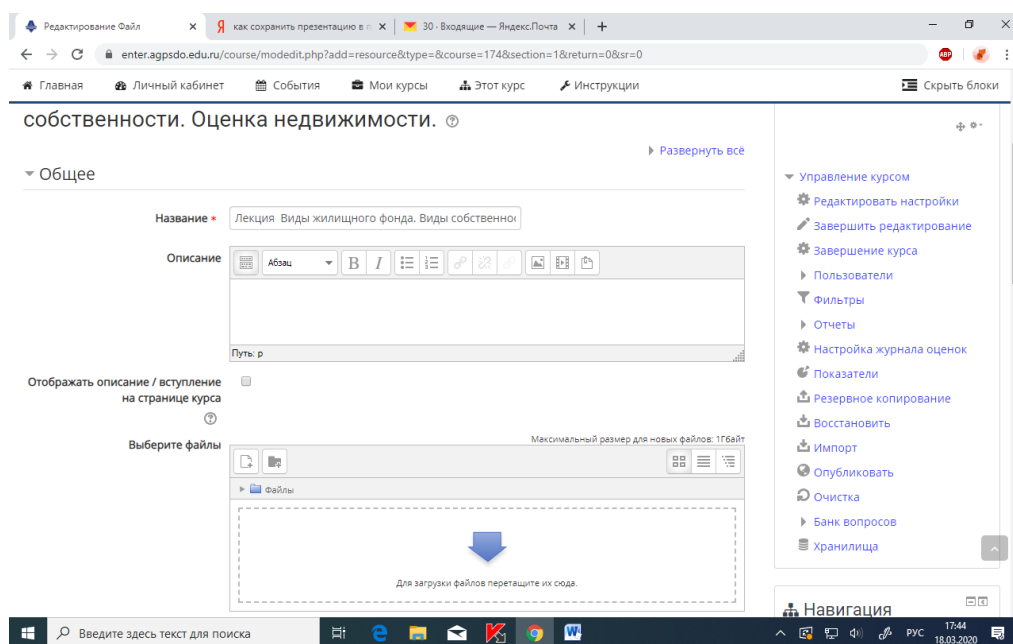 Редактирование Файл
как сохранить презентацию в п
30 · Входящие — Яндекс.Почта
enter.agpsdo.edu.ru/course/modedit.php?add=resource&type=&course=174&section=1&return=0&sr=0
ABP
Главная Личный кабинет События Мои курсы Этот курс Инструкции Скрыть блоки
собственности. Оценка недвижимости.
Развернуть всё
Общее
Название
Лекция Виды жилищного фонда. Виды собственнос
Описание
Абзац B I
Путь: p
Отображать описание / вступление
на странице курса
Выберите файлы
Максимальный размер для новых файлов: 1Гбайт
Файлы
Для загрузки файлов перетащите их сюда.
Управление курсом
Редактировать настройки
Завершить редактирование
Завершение курса
Пользователи
Фильтры
Отчеты
Настройка журнала оценок
Показатели
Резервное копирование
Восстановить
Импорт
Опубликовать
Очистка
Банк вопросов
Хранилища
Навигация
Введите здесь текст для поиска
РУС
17:44
18.03.2020